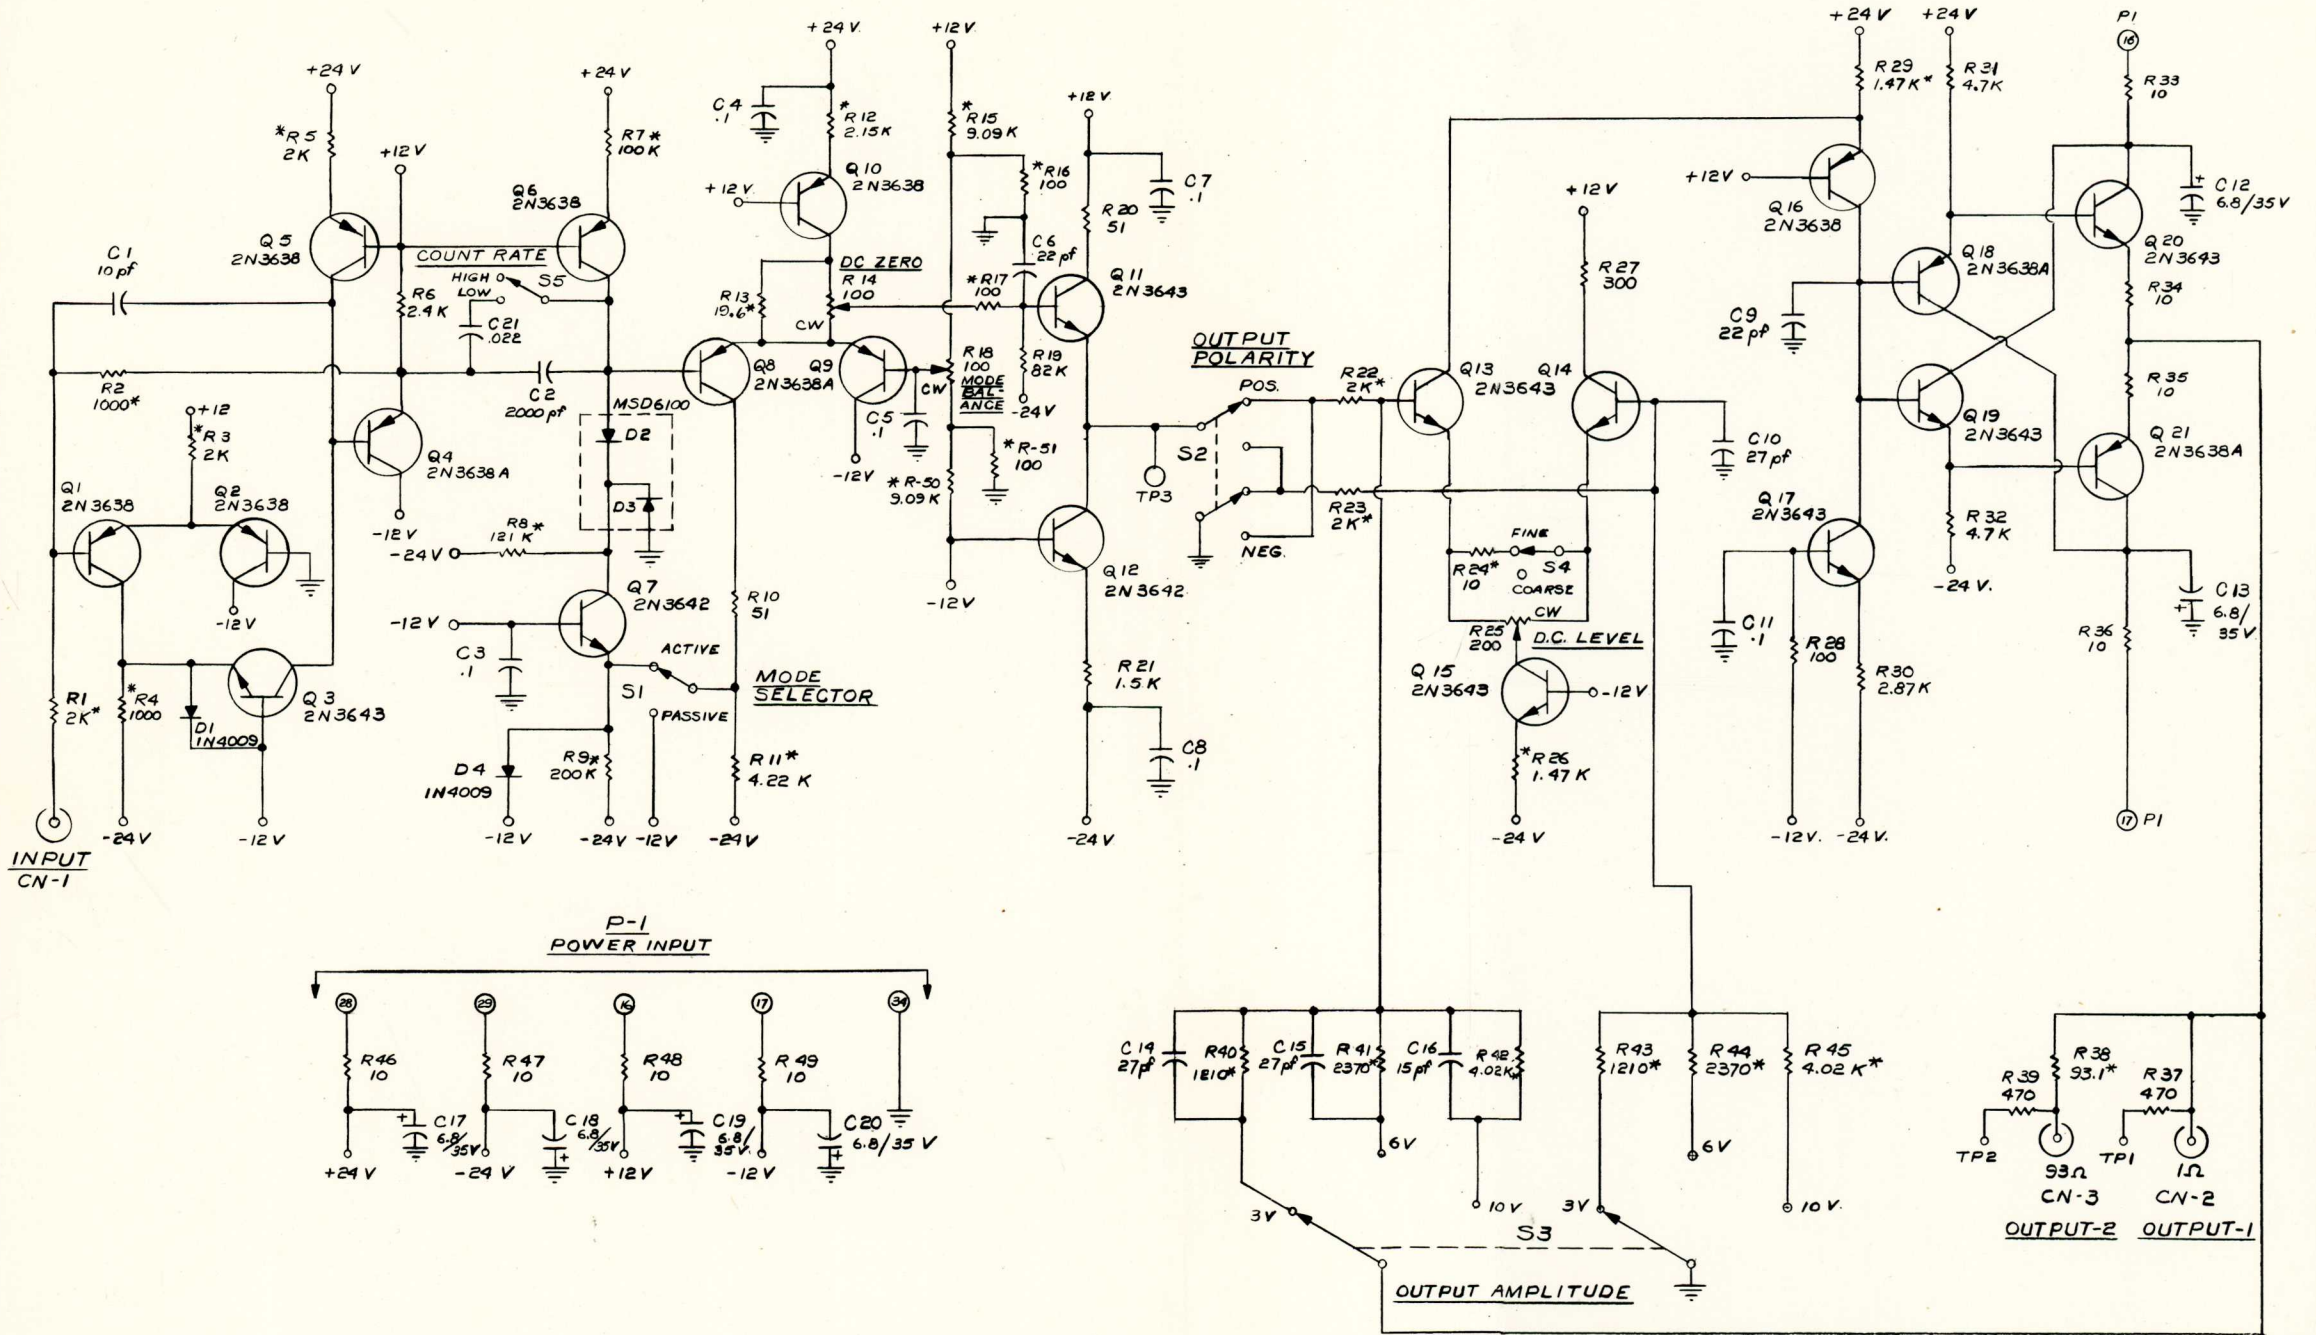 +24V
*R5
2K
+12V
+24V
R7*
100K
Q6
2N3638
Q5
2N3638
COUNT RATE
HIGH
LOW
S5
C1
10pf
R6
2.4K
C21
.022
R2
1000*
C2
2000pf
+12
*R3
2K
Q4
2N3638A
-12V
Q1
2N3638
Q2
2N3638
-12V
MSD6100
D2
D3
R8*
121K
-24V
Q7
2N3642
-12V
C3
.1
S1
ACTIVE
PASSIVE
MODE
SELECTOR
R1
2K*
*R4
1000
D1
1N4009
Q3
2N3643
D4
1N4009
R9*
200K
R10
51
R11*
4.22 K
INPUT
CN-1
-24V
-12V
-12V
-24V
-12V
-24V
+24V.
C4
.1
*
R12
2.15K
Q10
2N3638
+12V
DC ZERO
R14
100
CW
R13
19.6*
Q8
2N3638A
Q9
C5
.1
-12V
+12V
*
R15
9.09K
*R16
100
C6
22pf
*R17
100
R18
100
CW
MODE
BAL-
ANCE
R19
82K
-24V
*R-51
100
*R-50
9.09K
-12V
+12V
C7
.1
R20
51
Q11
2N3643
TP3
Q12
2N3642
R21
1.5K
C8
.1
-24V
OUTPUT
POLARITY
POS.
S2
NEG.
R22
2K*
R23
2K*
Q13
2N3643
Q14
+12V
R27
300
C10
27pf
FINE
S4
COARSE
R24*
10
CW
R25
200
D.C. LEVEL
Q15
2N3643
-12V
*R26
1.47K
-24V
+24V
+24V
R29
1.47K*
R31
4.7K
+12V
Q16
2N3638
C9
22pf
Q18
2N3638A
Q19
2N3643
Q17
2N3643
C11
.1
R28
100
R30
2.87K
R32
4.7K
-24V.
-12V.
-24V.
P1
16
R33
10
C12
6.8/35V
+
Q20
2N3643
R34
10
R35
10
Q21
2N3638A
C13
6.8/
35V
+
R36
10
17 P1
P-1
POWER INPUT
28
29
16
17
34
R46
10
R47
10
R48
10
R49
10
+
C17
6.8/
35V
C18
6.8/
35V
+
+
C19
6.8/
35V.
C20
6.8/35 V
+
+24V
-24V
+12V
-12V
C14
27pf
R40
1210*
C15
27pf
R41
2370*
C16
15pf
R42
4.02K*
6V
3V
10V
R43
1210*
R44
2370*
R45
4.02K*
6V
3V
10V.
S3
OUTPUT AMPLITUDE
R39
470
R38
93.1*
R37
470
TP2
93Ω
CN-3
OUTPUT-2
TP1
1Ω
CN-2
OUTPUT-1